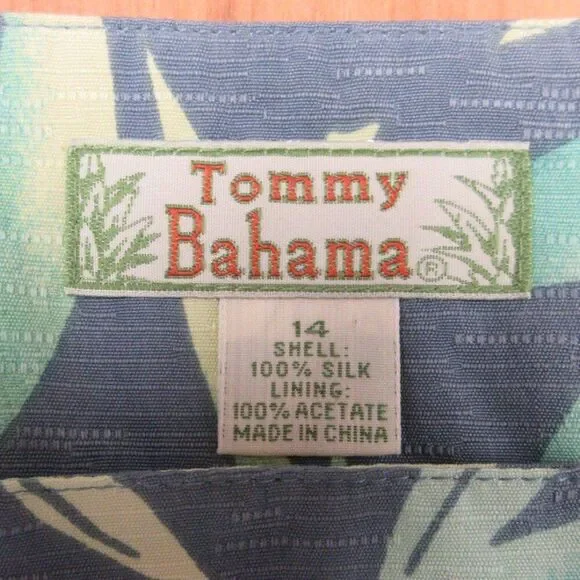 Tommy
Bahama®
14
SHELL:
100% SILK
LINING:
100% ACETATE
MADE IN CHINA